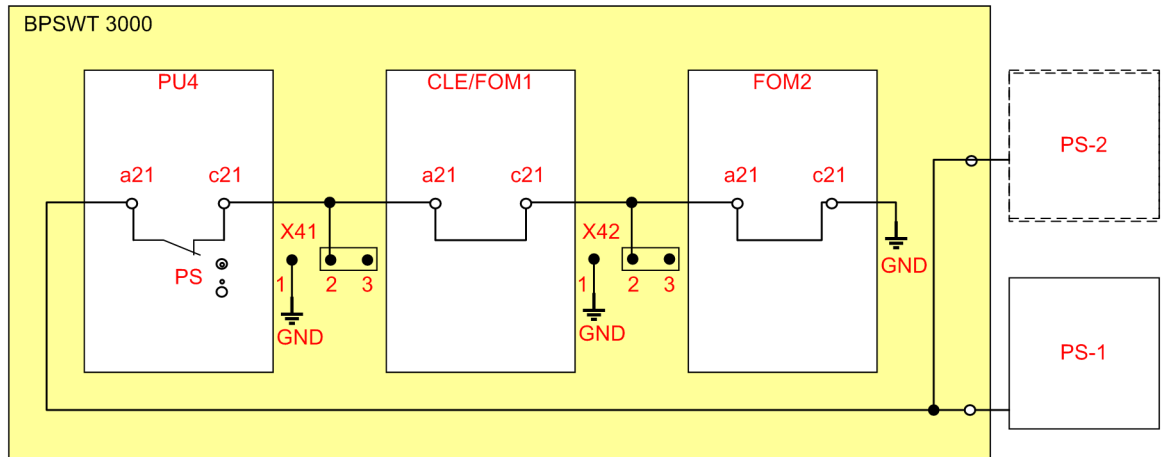 BPSWT 3000
PU4
CLE/FOM1
FOM2
PS-2
a21 c21
a21 c21
a21 c21
X41
X42
PS
1 2 3
1 2 3
GND
GND
GND
PS-1